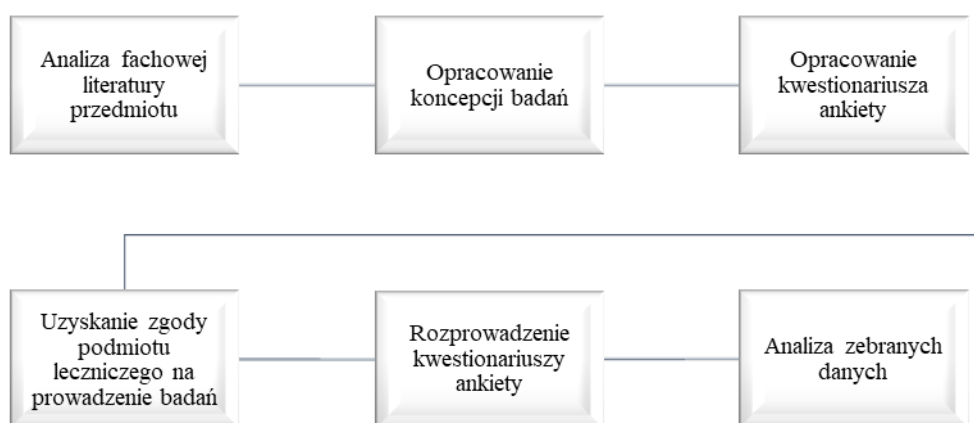 Analiza fachowej
literatury
przedmiotu
Opracowanie
koncepcji badań
Opracowanie
kwestionariusza
ankiety
Uzyskanie zgody
podmiotu
leczniczego na
prowadzenie badań
Rozprowadzenie
kwestionariuszy
ankiety
Analiza zebranych
danych